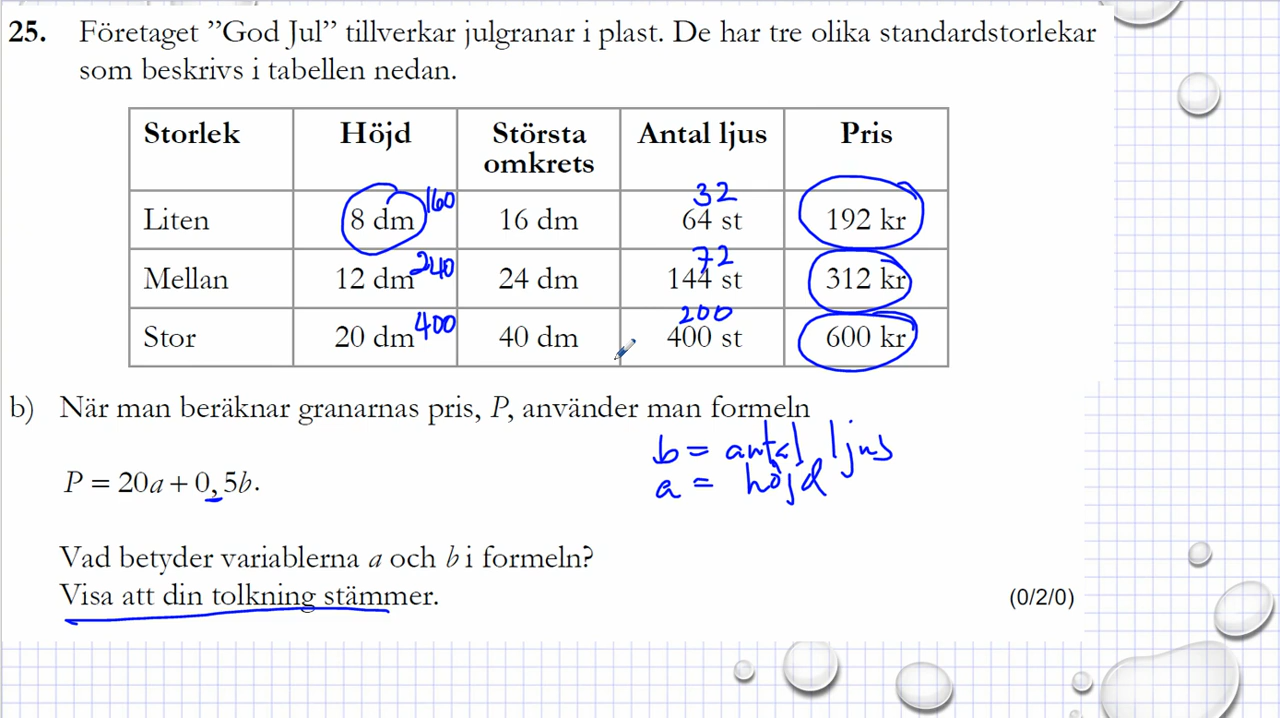 25. Företaget ”God Jul” tillverkar julgranar i plast. De har tre olika standardstorlekar
som beskrivs i tabellen nedan.
Storlek Höjd Största omkrets Antal ljus Pris
160 32
Liten 8 dm 16 dm 64 st 192 kr
240 72
Mellan 12 dm 24 dm 144 st 312 kr
400 200
Stor 20 dm 40 dm 400 st 600 kr
b) När man beräknar granarnas pris, P, använder man formeln
b = antal ljus
P = 20a + 0,5b.
a = höjd
Vad betyder variablerna a och b i formeln?
Visa att din tolkning stämmer.
(0/2/0)